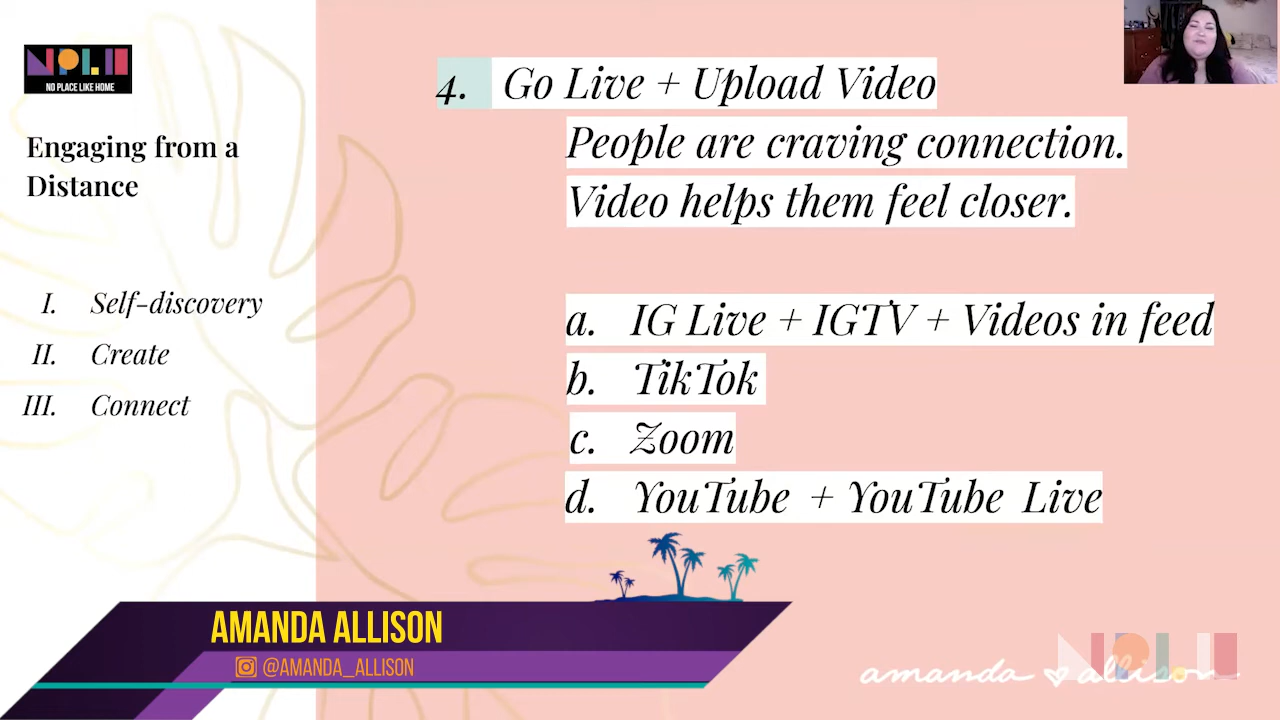 NPLH
NO PLACE LIKE HOME
Engaging from a
Distance
I. Self-discovery
II. Create
III. Connect
4. Go Live + Upload Video
People are craving connection.
Video helps them feel closer.
a. IG Live + IGTV + Videos in feed
b. TikTok
c. Zoom
d. YouTube + YouTube Live
AMANDA ALLISON
@AMANDA_ALLISON
amanda allison
NPLH